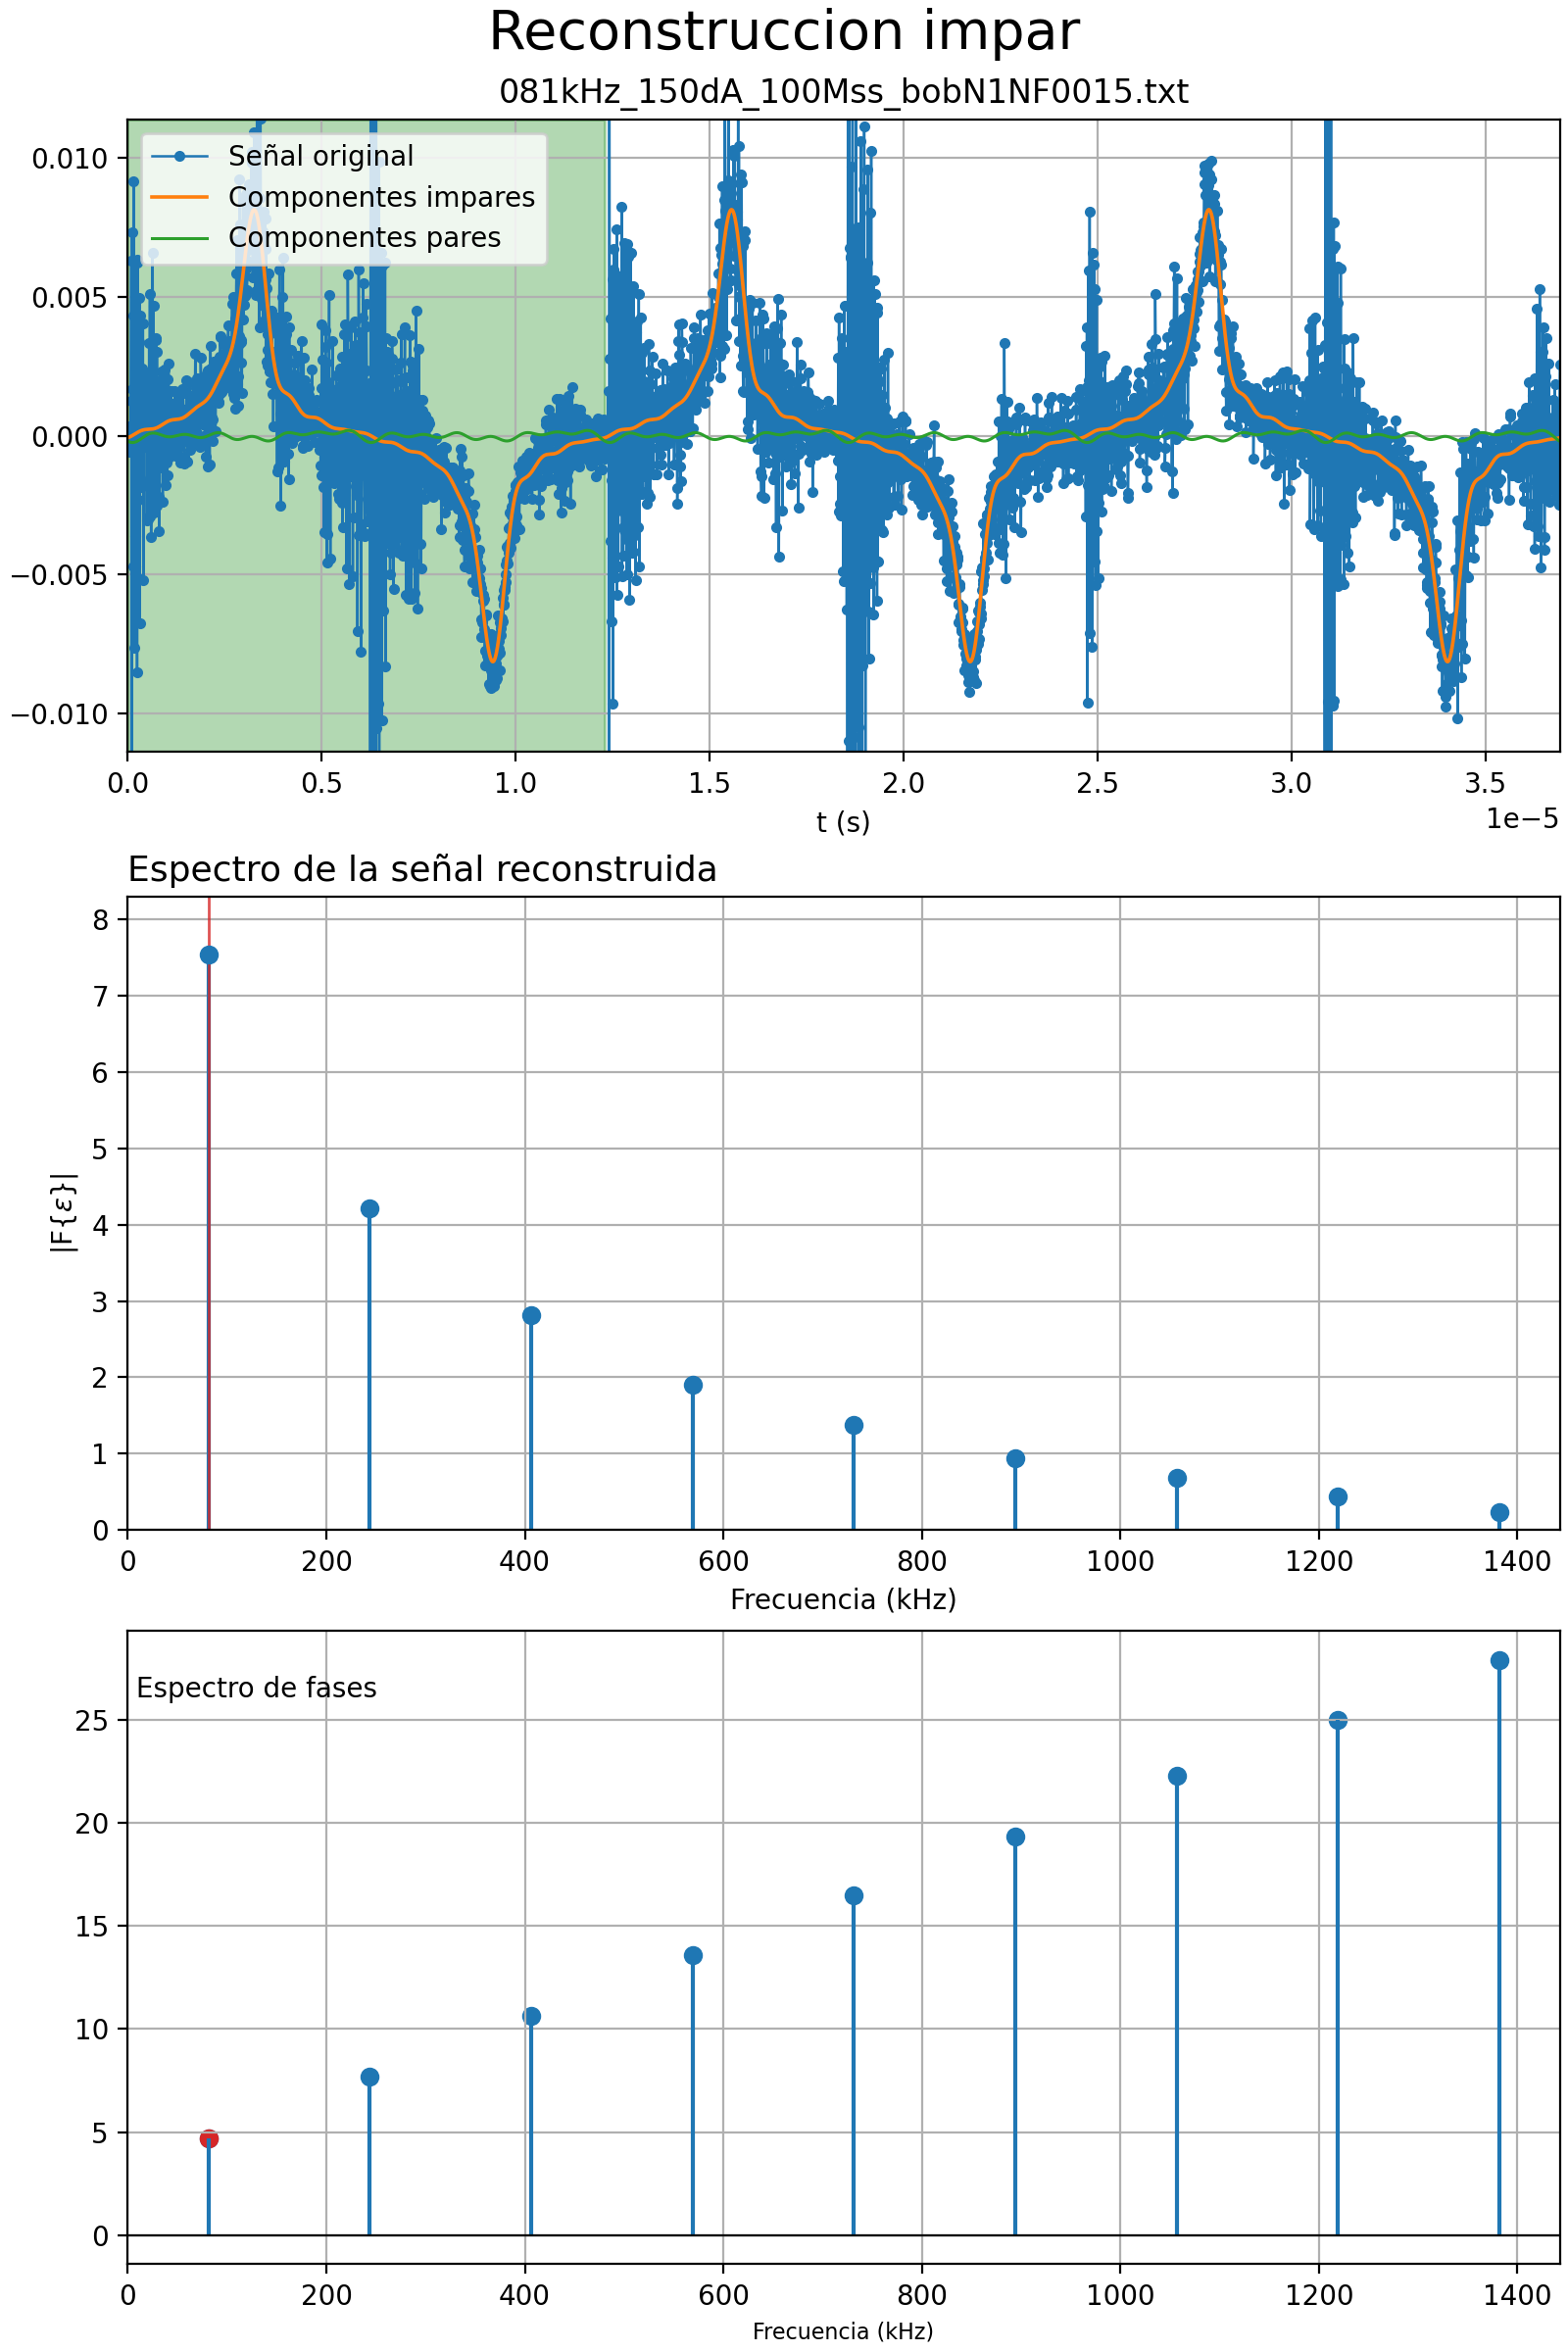 Reconstruccion impar
081kHz_150dA_100Mss_bobN1NF0015.txt
Señal original
Componentes impares
Componentes pares
0.010
0.005
0.000
−0.005
−0.010
0.0 0.5 1.0 1.5 2.0 2.5 3.0 3.5
t (s)
1e−5
Espectro de la señal reconstruida
8
7
6
5
4
3
2
1
0
|F{ε}|
0 200 400 600 800 1000 1200 1400
Frecuencia (kHz)
Espectro de fases
25
20
15
10
5
0
0 200 400 600 800 1000 1200 1400
Frecuencia (kHz)